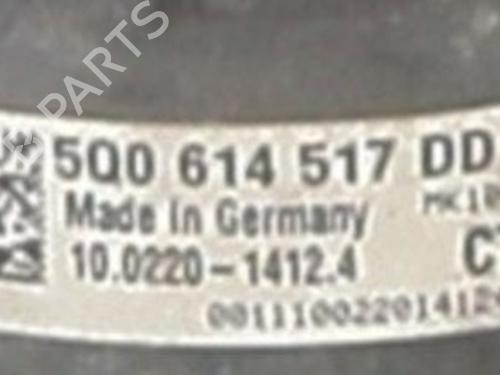 B PARTS
5Q0 614 517 DD
Made in Germany
10.0220-1412.4